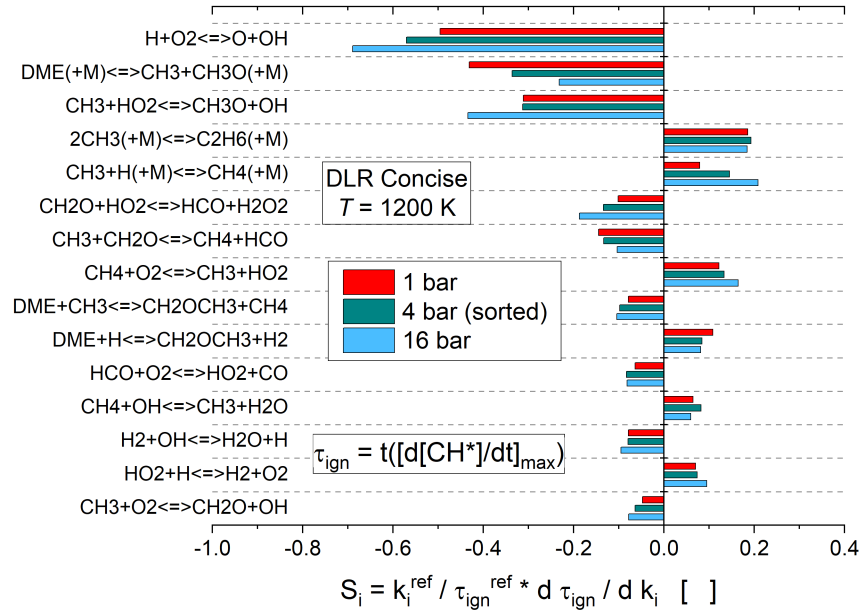 H+O2<=>O+OH
DME(+M)<=>CH3+CH3O(+M)
CH3+HO2<=>CH3O+OH
2CH3(+M)<=>C2H6(+M)
CH3+H(+M)<=>CH4(+M)
CH2O+HO2<=>HCO+H2O2
CH3+CH2O<=>CH4+HCO
CH4+O2<=>CH3+HO2
DME+CH3<=>CH2OCH3+CH4
DME+H<=>CH2OCH3+H2
HCO+O2<=>HO2+CO
CH4+OH<=>CH3+H2O
H2+OH<=>H2O+H
HO2+H<=>H2+O2
CH3+O2<=>CH2O+OH
DLR Concise
T = 1200 K
1 bar
4 bar (sorted)
16 bar
τign = t([d[CH*]/dt]max)
-1.0 -0.8 -0.6 -0.4 -0.2 0.0 0.2 0.4
Si = kiref / τignref * d τign / d ki [ ]